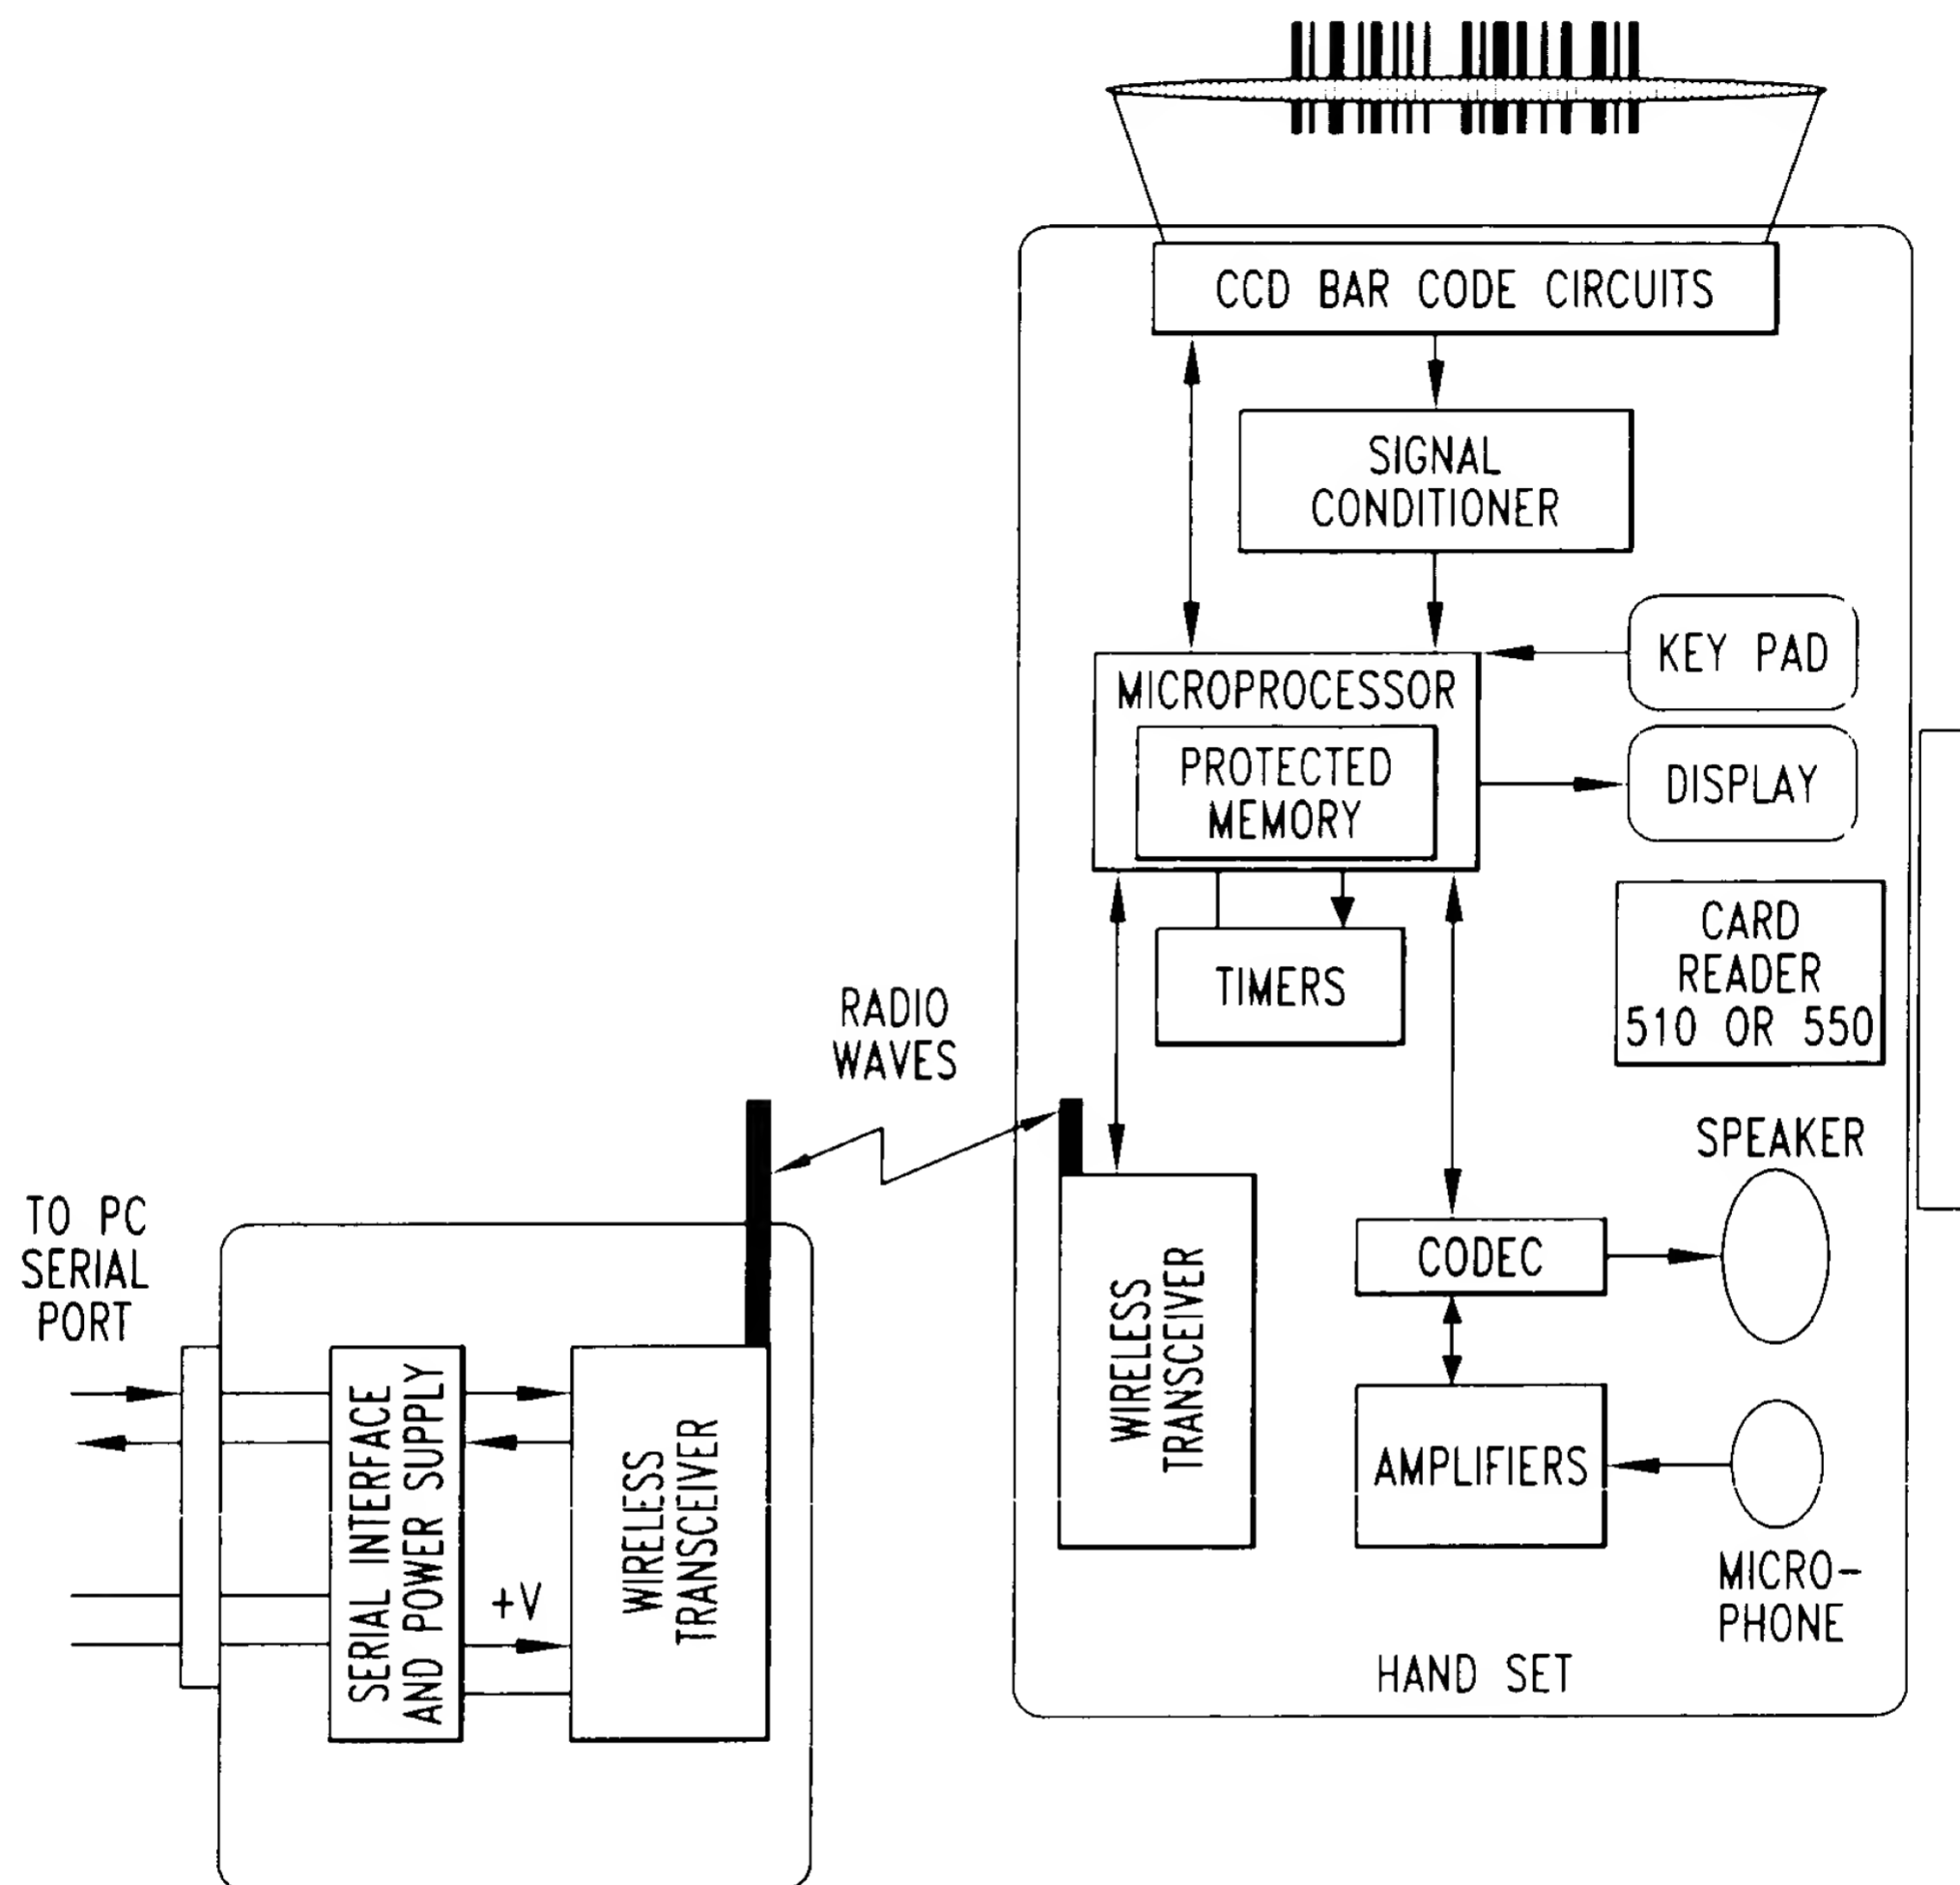 CCD BAR CODE CIRCUITS
SIGNAL
CONDITIONER
KEY PAD
MICROPROCESSOR
PROTECTED
MEMORY
DISPLAY
CARD
READER
510 OR 550
TIMERS
RADIO
WAVES
SPEAKER
TO PC
SERIAL
PORT
CODEC
WIRELESS
TRANSCEIVER
AMPLIFIERS
SERIAL INTERFACE
AND POWER SUPPLY
+V
WIRELESS
TRANSCEIVER
MICRO-
PHONE
HAND SET